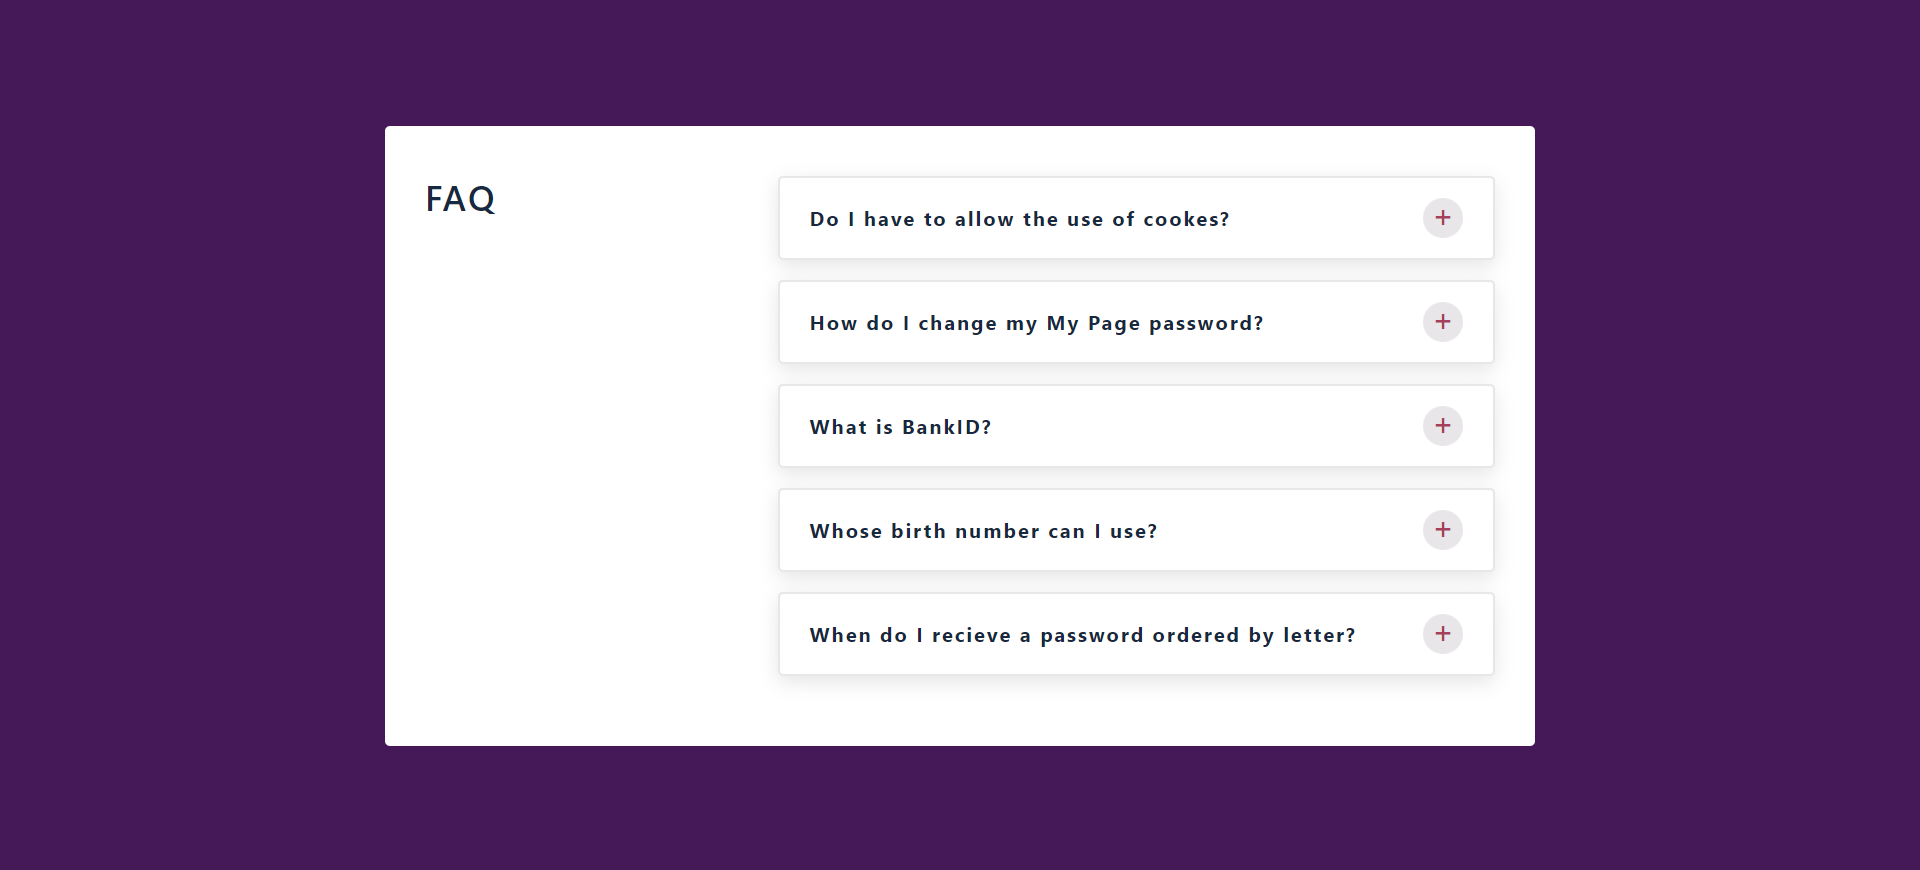 FAQ
Do I have to allow the use of cookes?
How do I change my My Page password?
What is BankID?
Whose birth number can I use?
When do I recieve a password ordered by letter?